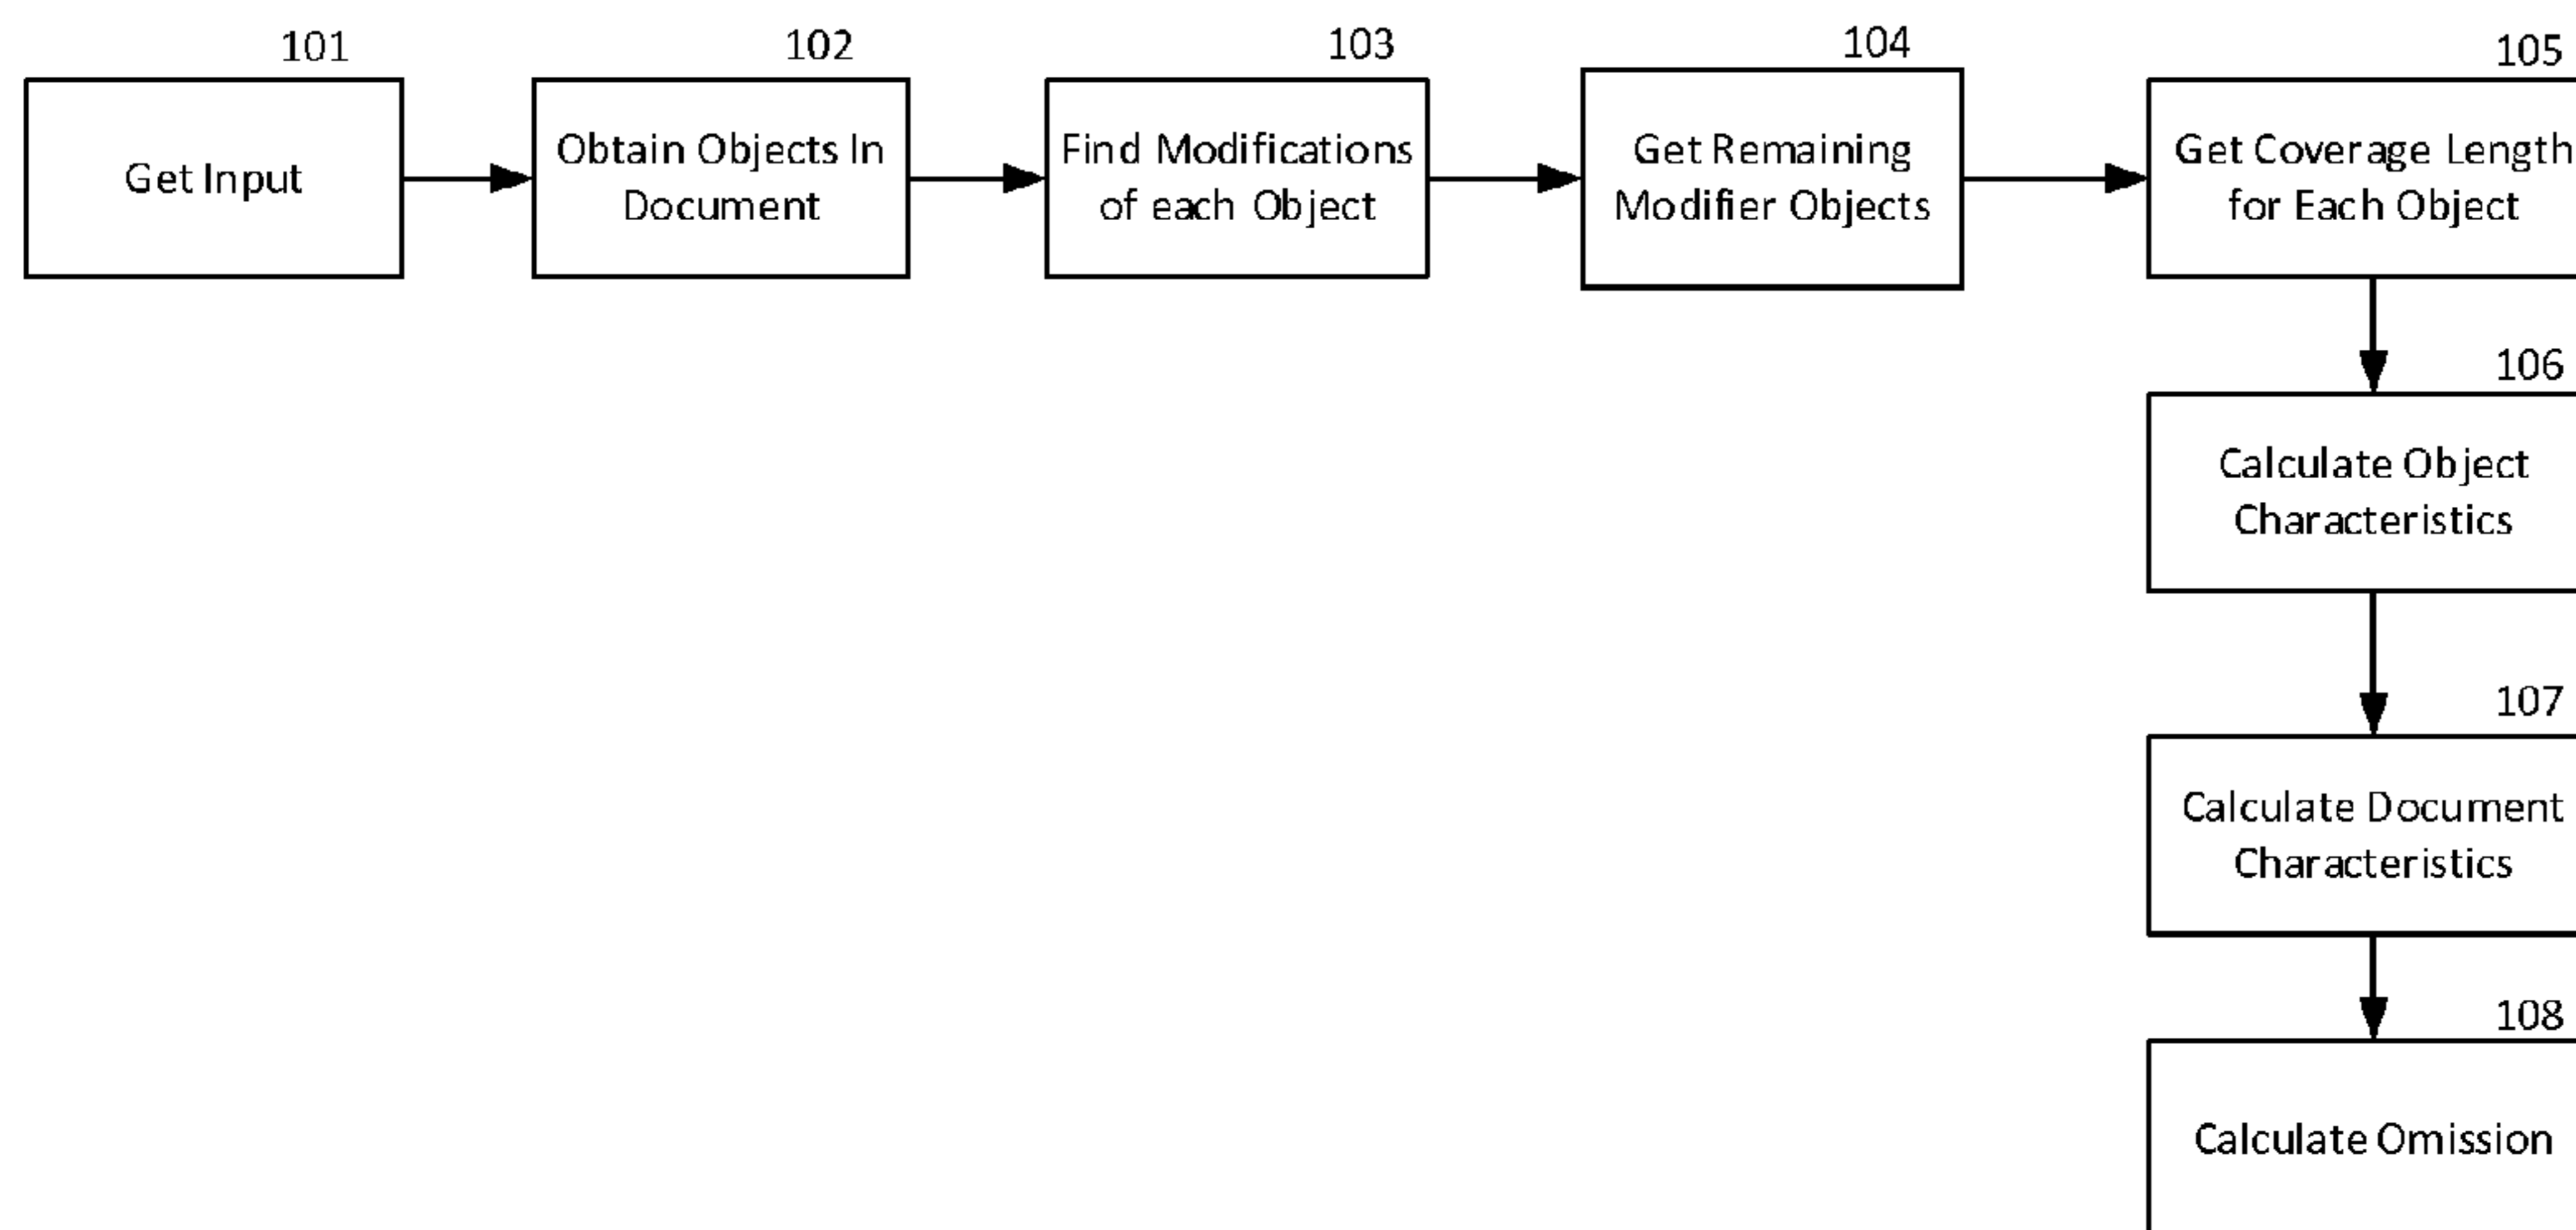 101
Get Input
102
Obtain Objects In
Document
103
Find Modifications
of each Object
104
Get Remaining
Modifier Objects
105
Get Coverage Length
for Each Object
106
Calculate Object
Characteristics
107
Calculate Document
Characteristics
108
Calculate Omission